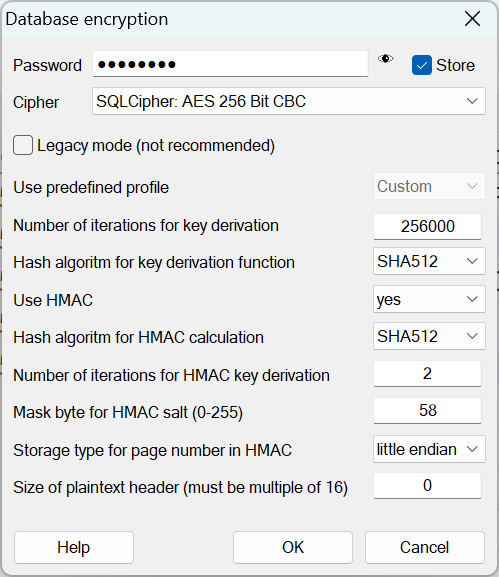 Database encryption
Password ●●●●●●●● Store
Cipher SQLCipher: AES 256 Bit CBC
Legacy mode (not recommended)
Use predefined profile Custom
Number of iterations for key derivation 256000
Hash algoritm for key derivation function SHA512
Use HMAC yes
Hash algoritm for HMAC calculation SHA512
Number of iterations for HMAC key derivation 2
Mask byte for HMAC salt (0-255) 58
Storage type for page number in HMAC little endian
Size of plaintext header (must be multiple of 16) 0
Help OK Cancel